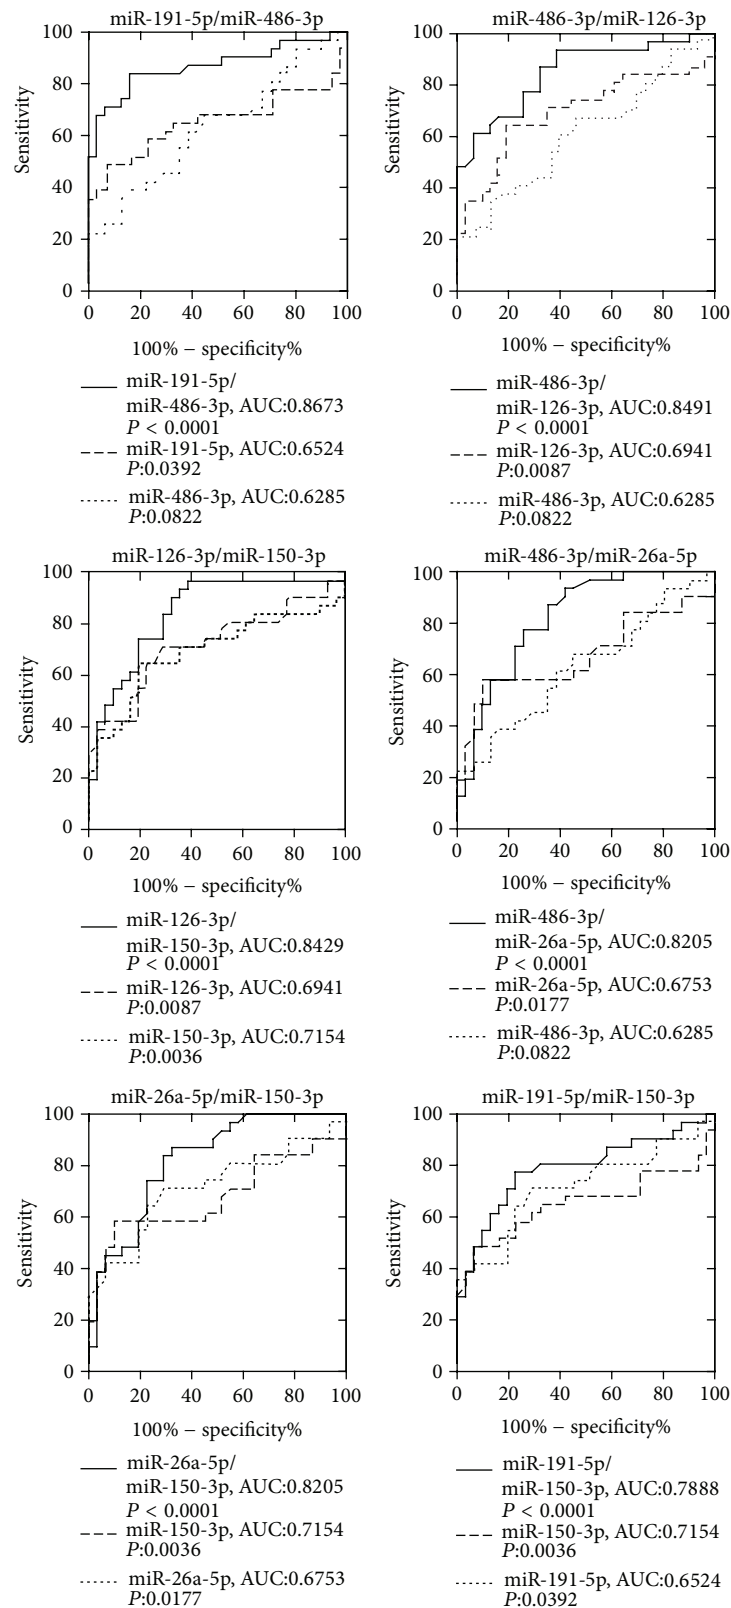 miR-191-5p/miR-486-3p
100
80
60
40
20
0
Sensitivity
0 20 40 60 80 100
100% − specificity%
miR-191-5p/
miR-486-3p, AUC:0.8673
P < 0.0001
miR-191-5p, AUC:0.6524
P:0.0392
miR-486-3p, AUC:0.6285
P:0.0822
miR-486-3p/miR-126-3p
100
80
60
40
20
0
Sensitivity
0 20 40 60 80 100
100% − specificity%
miR-486-3p/
miR-126-3p, AUC:0.8491
P < 0.0001
miR-126-3p, AUC:0.6941
P:0.0087
miR-486-3p, AUC:0.6285
P:0.0822
miR-126-3p/miR-150-3p
100
80
60
40
20
0
Sensitivity
0 20 40 60 80 100
100% − specificity%
miR-126-3p/
miR-150-3p, AUC:0.8429
P < 0.0001
miR-126-3p, AUC:0.6941
P:0.0087
miR-150-3p, AUC:0.7154
P:0.0036
miR-486-3p/miR-26a-5p
100
80
60
40
20
0
Sensitivity
0 20 40 60 80 100
100% − specificity%
miR-486-3p/
miR-26a-5p, AUC:0.8205
P < 0.0001
miR-26a-5p, AUC:0.6753
P:0.0177
miR-486-3p, AUC:0.6285
P:0.0822
miR-26a-5p/miR-150-3p
100
80
60
40
20
0
Sensitivity
0 20 40 60 80 100
100% − specificity%
miR-26a-5p/
miR-150-3p, AUC:0.8205
P < 0.0001
miR-150-3p, AUC:0.7154
P:0.0036
miR-26a-5p, AUC:0.6753
P:0.0177
miR-191-5p/miR-150-3p
100
80
60
40
20
0
Sensitivity
0 20 40 60 80 100
100% − specificity%
miR-191-5p/
miR-150-3p, AUC:0.7888
P < 0.0001
miR-150-3p, AUC:0.7154
P:0.0036
miR-191-5p, AUC:0.6524
P:0.0392